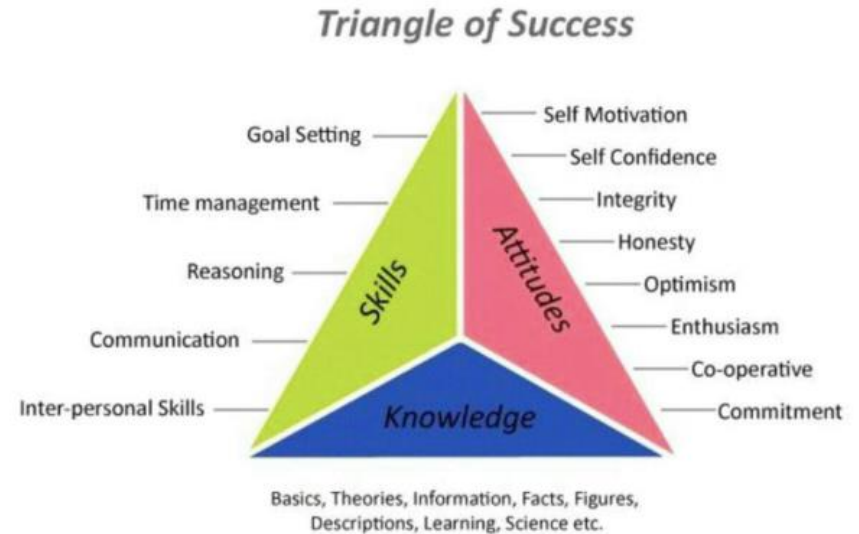 Triangle of Success
Goal Setting
Time management
Reasoning
Communication
Inter-personal Skills
Skills
Self Motivation
Self Confidence
Integrity
Honesty
Optimism
Enthusiasm
Co-operative
Commitment
Attitudes
Knowledge
Basics, Theories, Information, Facts, Figures,
Descriptions, Learning, Science etc.